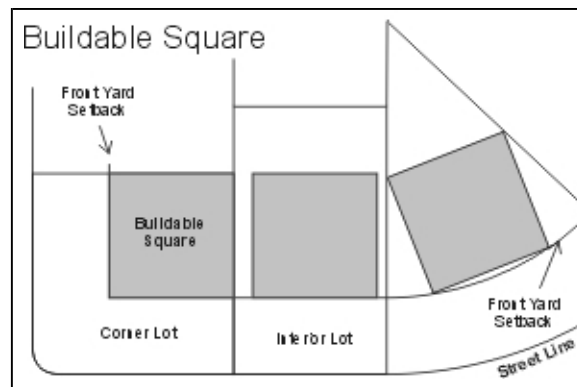 Buildable Square
Front Yard
Setback
Buildable
Square
Front Yard
Setback
Corner Lot
Interior Lot
Street Line